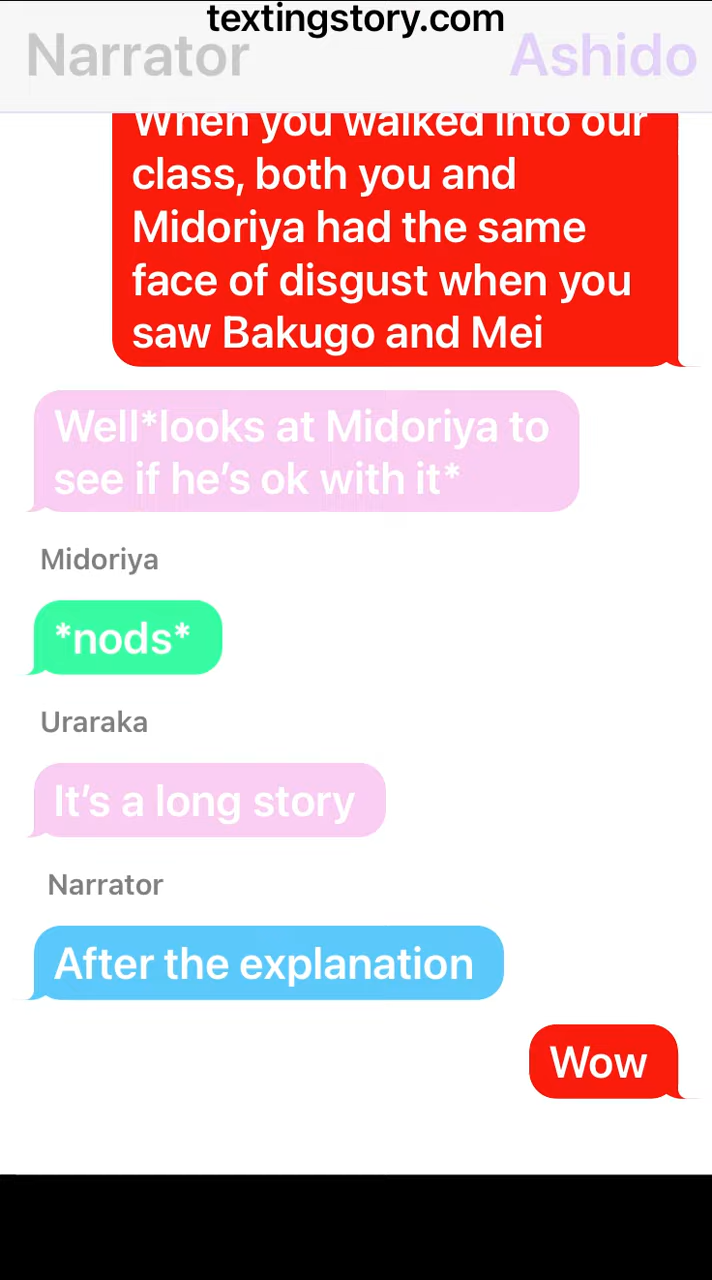 textingstory.com
Narrator Ashido
When you walked into our
class, both you and
Midoriya had the same
face of disgust when you
saw Bakugo and Mei
Well*looks at Midoriya to
see if he’s ok with it*
Midoriya
*nods*
Uraraka
It’s a long story
Narrator
After the explanation
Wow